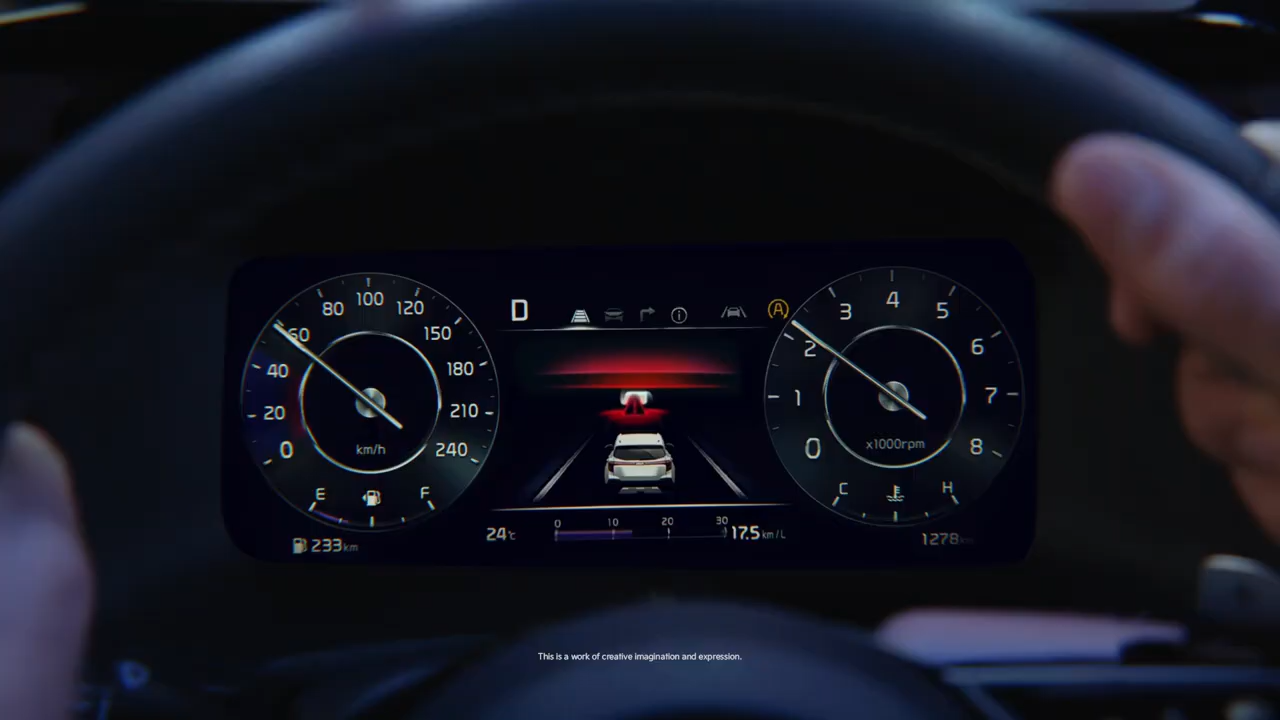 0
20
40
60
80
100
120
150
180
210
240
km/h
E
F
233km
D
A
24°c
0
10
20
30
17.5km/L
0
1
2
3
4
5
6
7
8
x1000rpm
C
H
1278km
This is a work of creative imagination and expression.